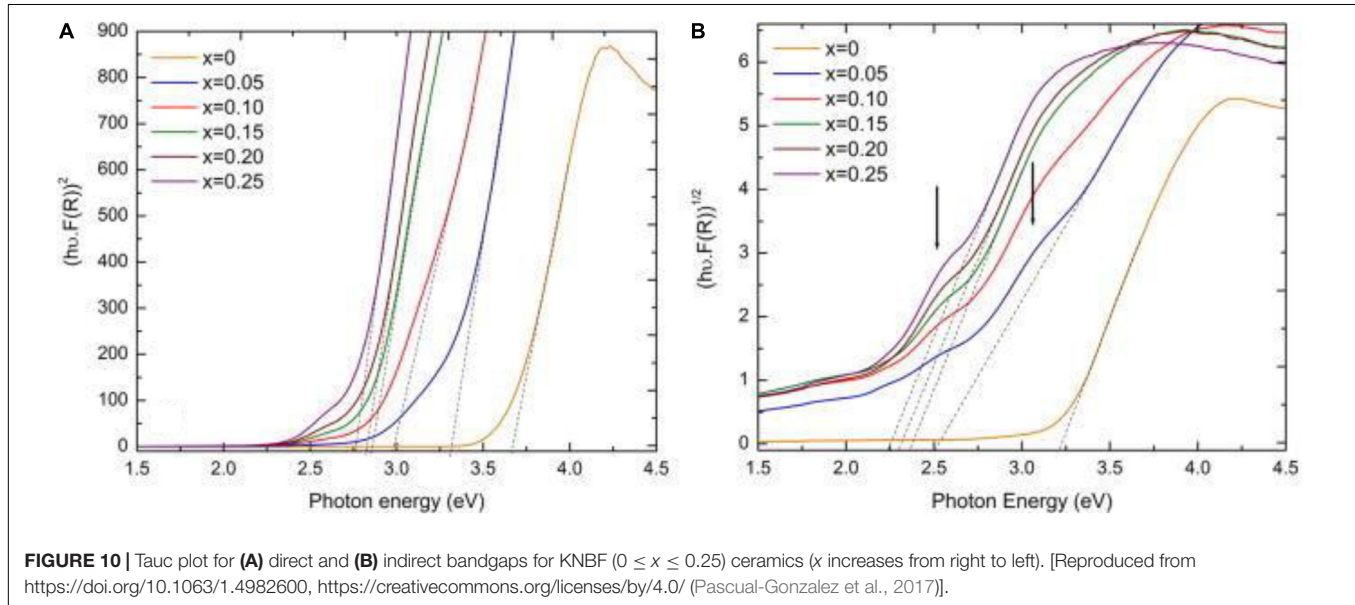 A
900
800
700
600
500
400
300
200
100
0
(hυ.F(R))²
x=0
x=0.05
x=0.10
x=0.15
x=0.20
x=0.25
1.5 2.0 2.5 3.0 3.5 4.0 4.5
Photon energy (eV)
B
6
5
4
3
2
1
0
(hυ.F(R))^1/2
x=0
x=0.05
x=0.10
x=0.15
x=0.20
x=0.25
1.5 2.0 2.5 3.0 3.5 4.0 4.5
Photon Energy (eV)
FIGURE 10 | Tauc plot for (A) direct and (B) indirect bandgaps for KNBF (0 ≤ x ≤ 0.25) ceramics (x increases from right to left). [Reproduced from
https://doi.org/10.1063/1.4982600, https://creativecommons.org/licenses/by/4.0/ (Pascual-Gonzalez et al., 2017)].